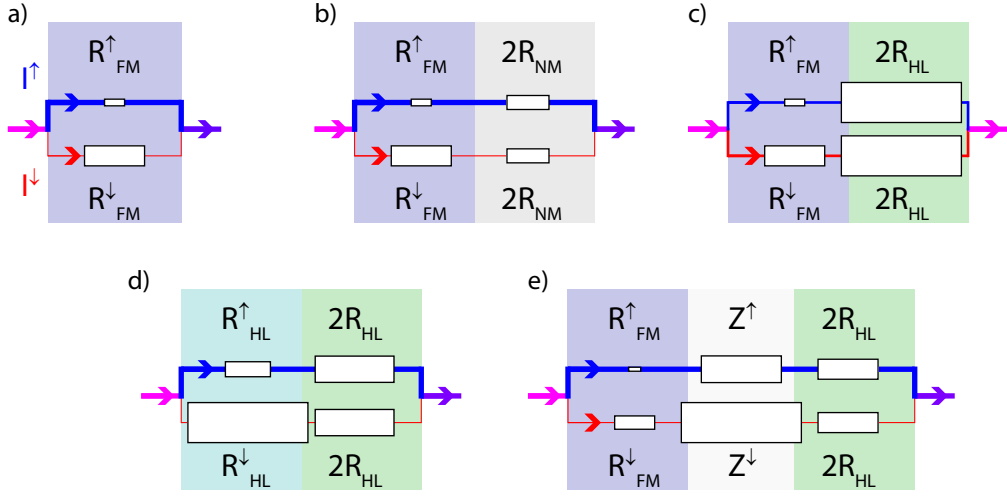 a)
b)
c)
R↑FM
R↑FM
2RNM
R↑FM
2RHL
I↑
I↓
R↓FM
R↓FM
2RNM
R↓FM
2RHL
d)
e)
R↑HL
2RHL
R↑FM
Z↑
2RHL
R↓HL
2RHL
R↓FM
Z↓
2RHL